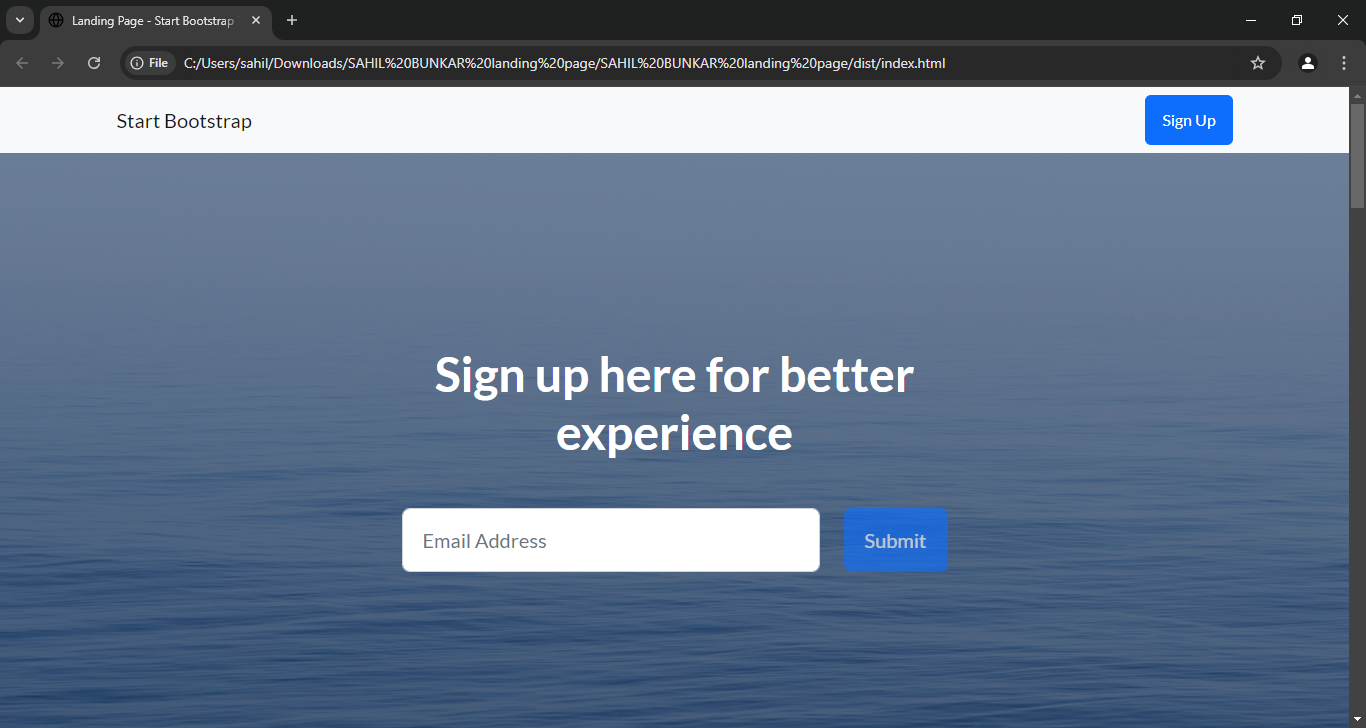 Landing Page - Start Bootstrap
File
C:/Users/sahil/Downloads/SAHIL%20BUNKAR%20landing%20page/SAHIL%20BUNKAR%20landing%20page/dist/index.html
Start Bootstrap
Sign Up
Sign up here for better
experience
Email Address
Submit